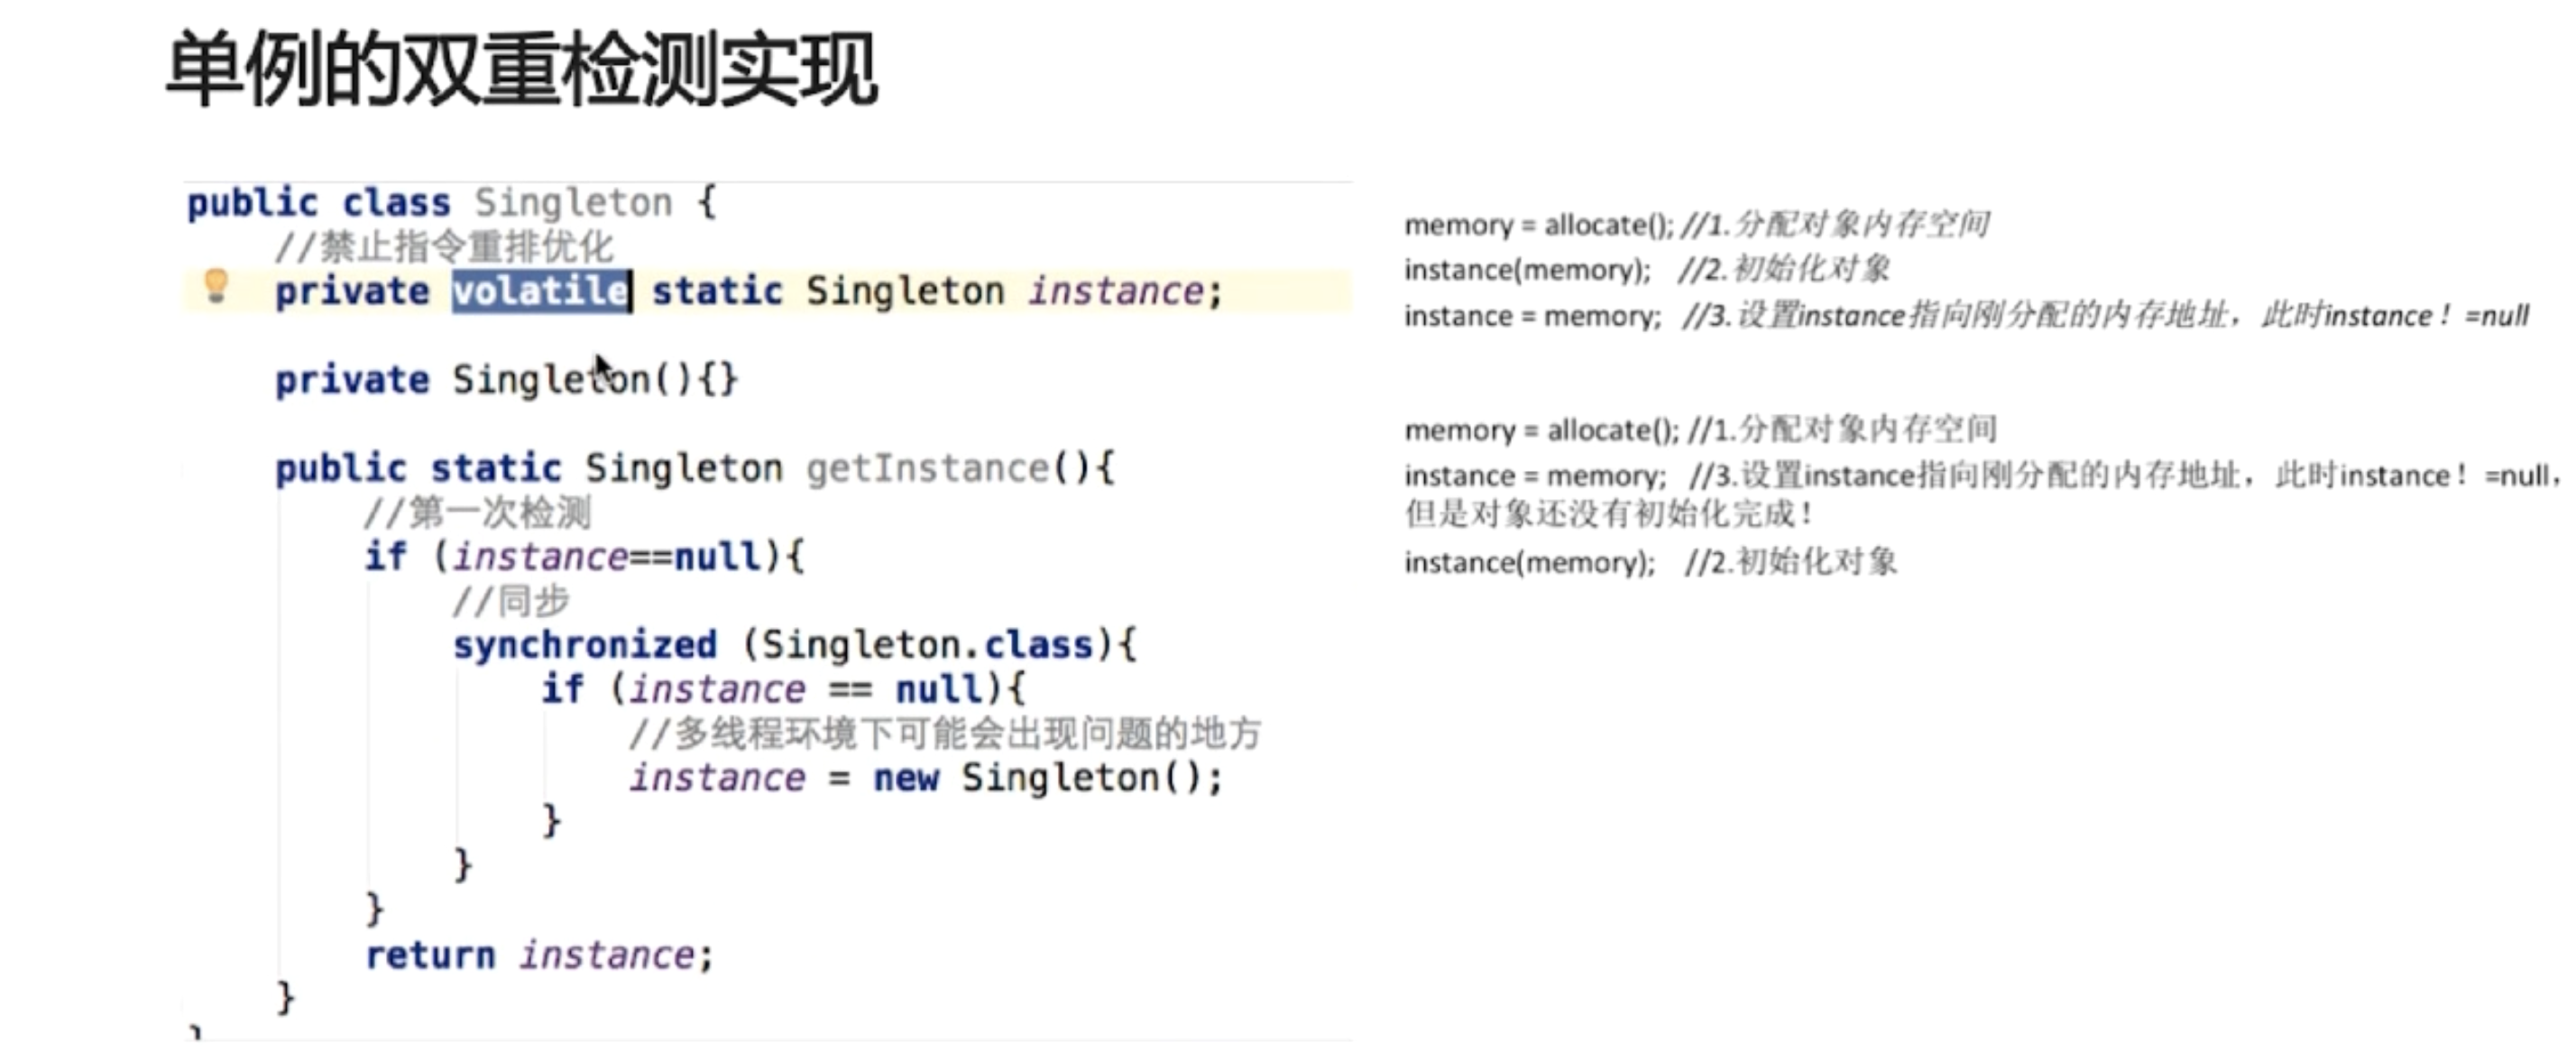 单例的双重检测实现
public class Singleton {
//禁止指令重排优化
private volatile static Singleton instance;
private Singleton(){}
public static Singleton getInstance(){
//第一次检测
if (instance==null){
//同步
synchronized (Singleton.class){
if (instance == null){
//多线程环境下可能会出现问题的地方
instance = new Singleton();
}
}
}
return instance;
}
}
memory = allocate(); //1.分配对象内存空间
instance(memory); //2.初始化对象
instance = memory; //3.设置instance指向刚分配的内存地址，此时instance！=null
memory = allocate(); //1.分配对象内存空间
instance = memory; //3.设置instance指向刚分配的内存地址，此时instance！=null，
但是对象还没有初始化完成！
instance(memory); //2.初始化对象